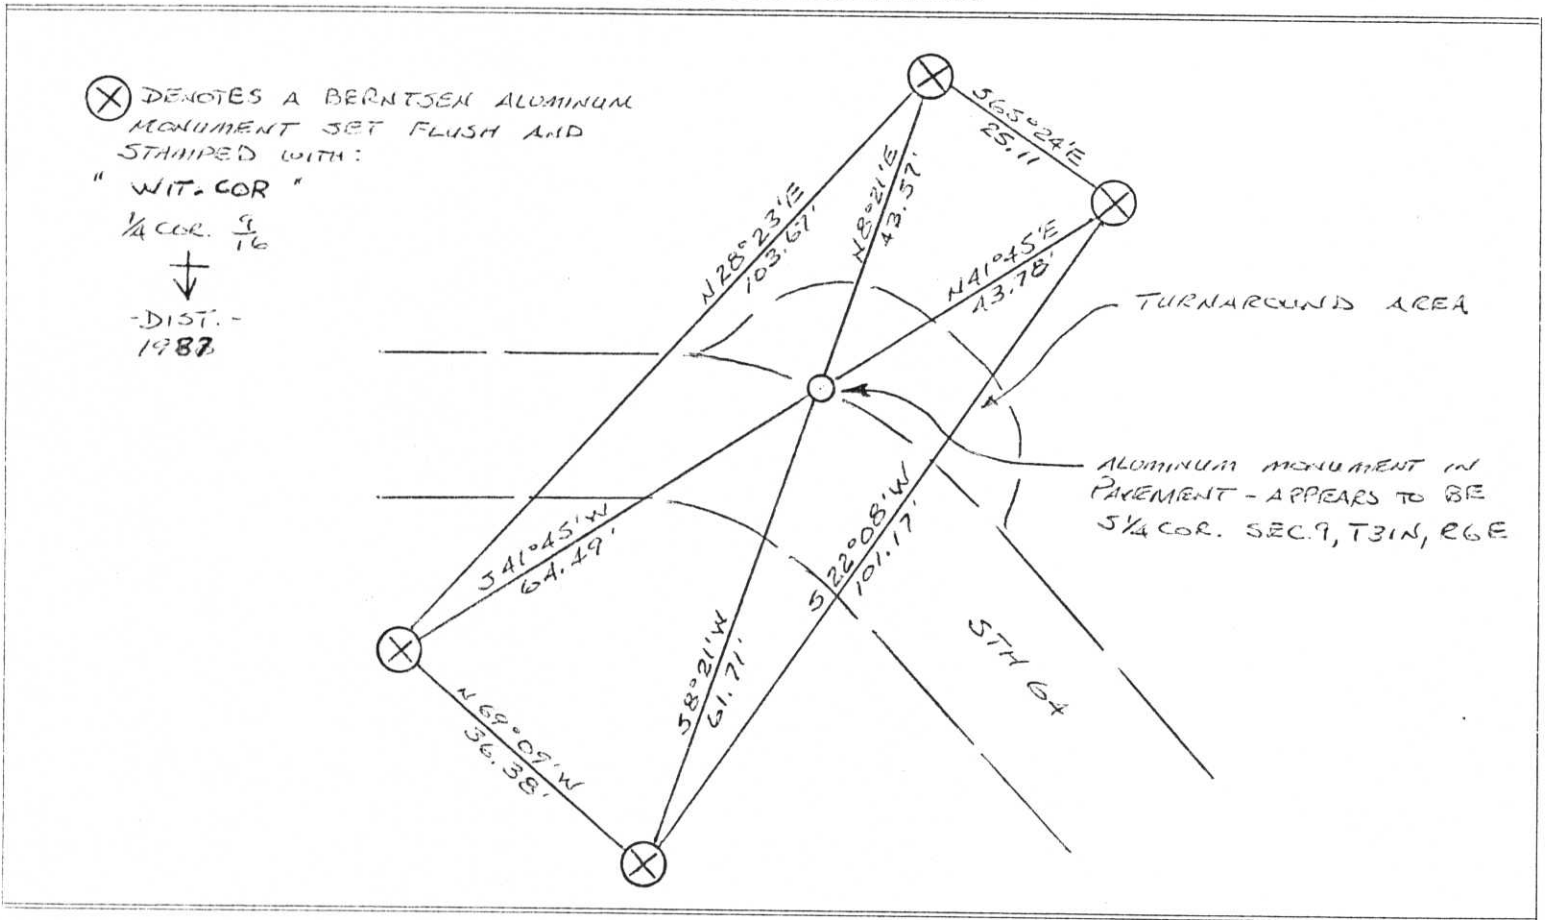 DENOTES A BERNTSEN ALUMINUM
MONUMENT SET FLUSH AND
STAMPED WITH:
" WIT. COR "
1/4 COR. 9/16
-DIST.-
1987
S65°24'E
25.11
N8°21'E
43.57'
N28°23'E
103.67'
N41°45'E
43.78'
TURNAROUND AREA
ALUMINUM MONUMENT IN
PAVEMENT - APPEARS TO BE
S1/4 COR. SEC.9, T31N, R6E
S41°45'W
64.49'
S 22°08'W
101.17'
S8°21'W
61.71'
STH 64
N 69°09'W
36.38'